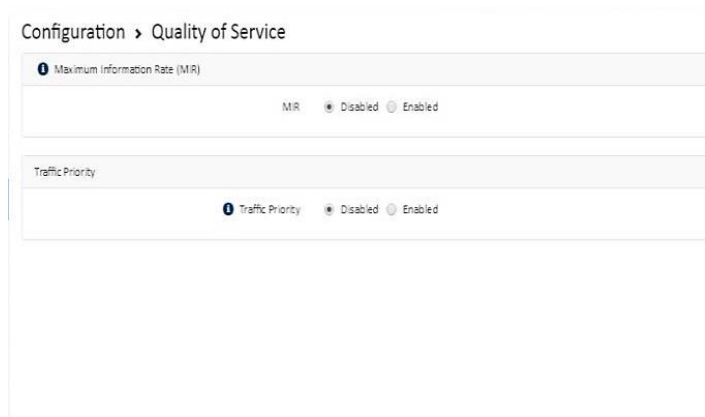 Configuration > Quality of Service
Maximum Information Rate (MIR)
MIR Disabled Enabled
Traffic Priority
Traffic Priority Disabled Enabled